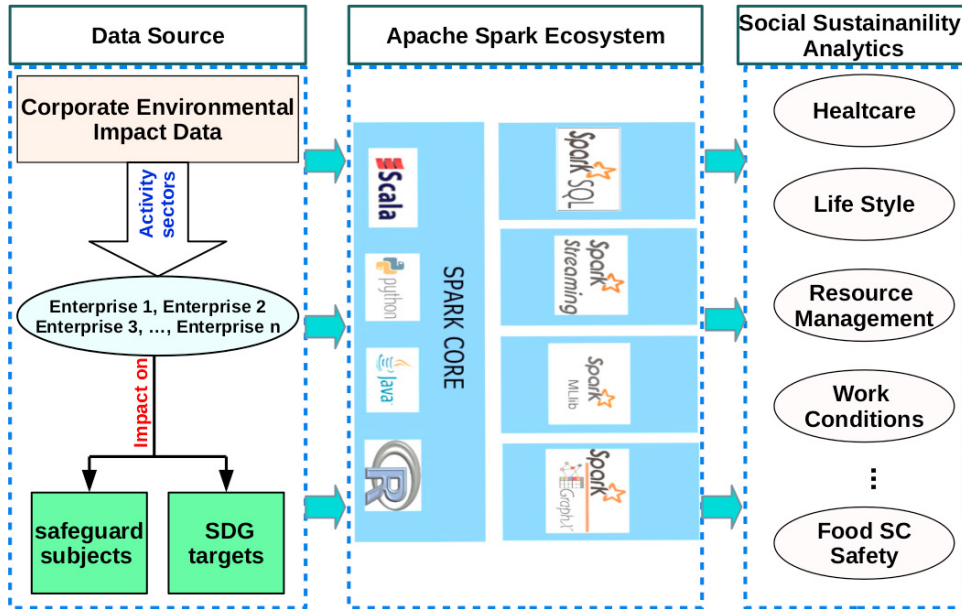 Data Source
Corporate Environmental
Impact Data
Activity
sectors
Enterprise 1, Enterprise 2
Enterprise 3, …, Enterprise n
Impact on
safeguard
subjects
SDG
targets
Apache Spark Ecosystem
Scala
python
Java
R
SPARK CORE
Spark
SQL
Spark
Streaming
Spark
MLlib
Spark
GraphX
Social Sustainanility
Analytics
Healtcare
Life Style
Resource
Management
Work
Conditions
...
Food SC
Safety